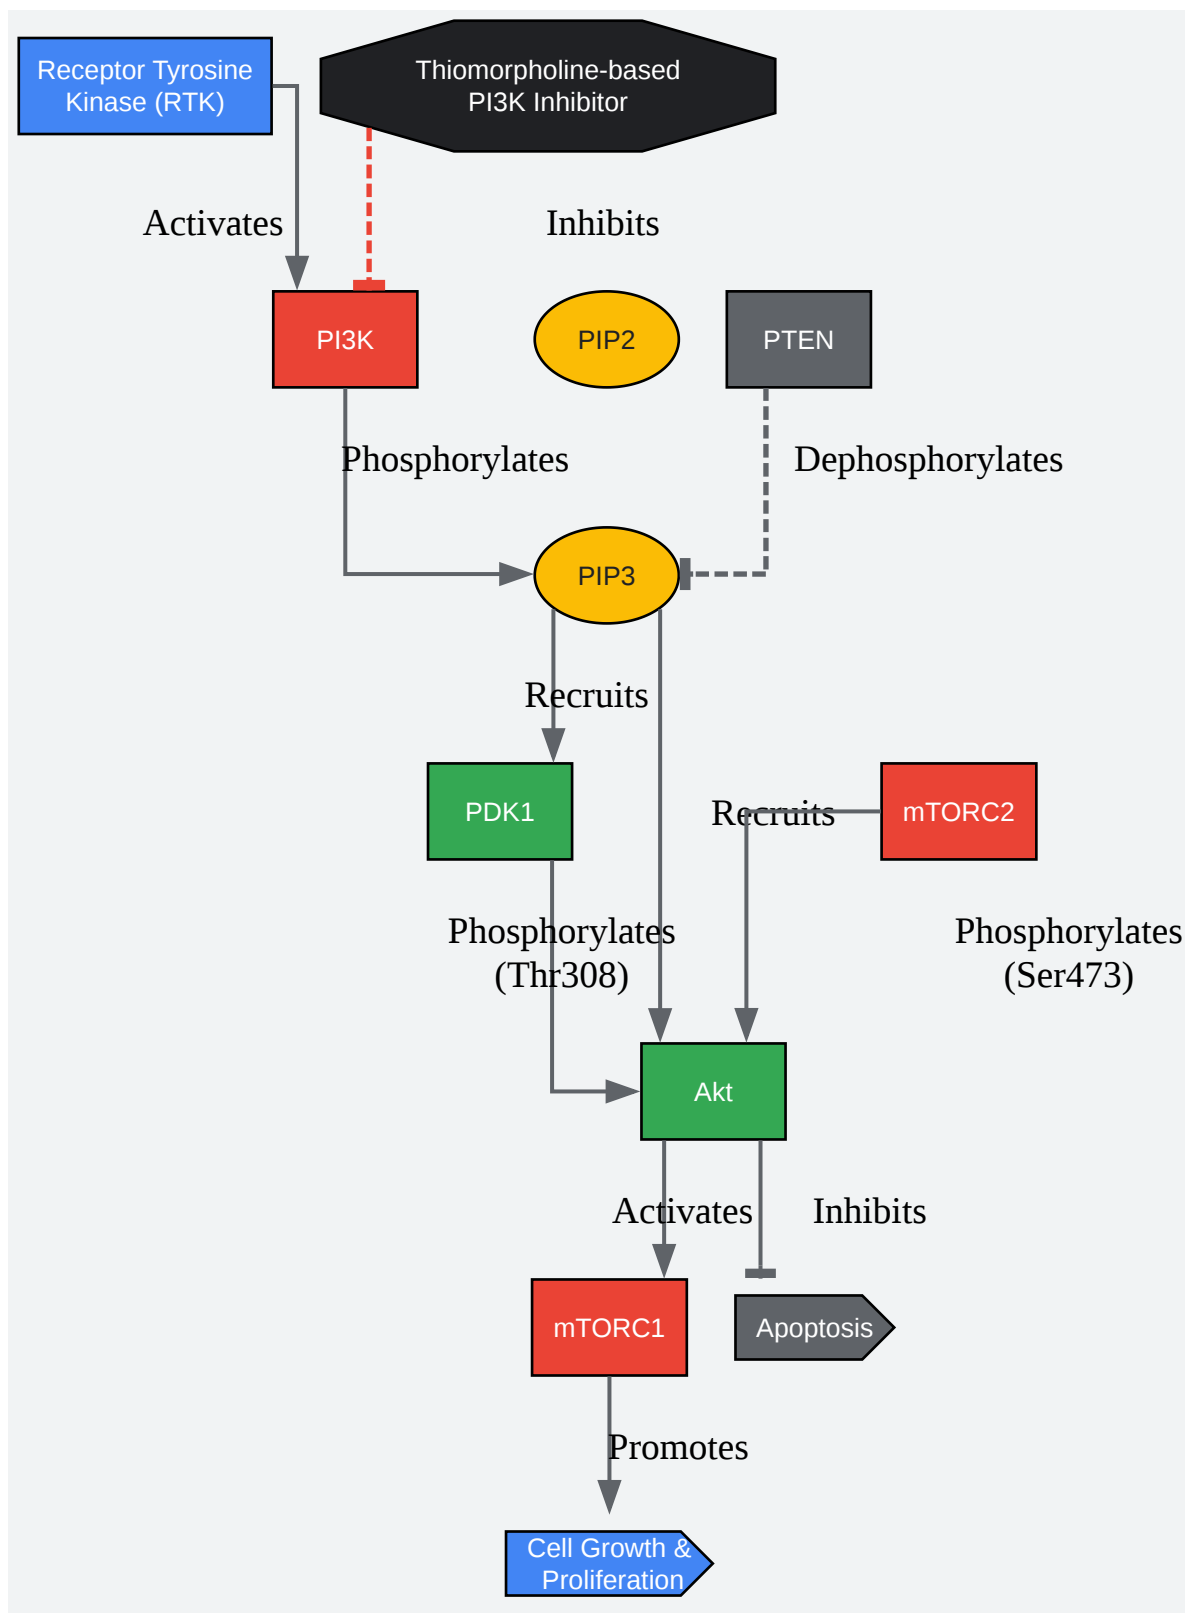 Receptor Tyrosine
Kinase (RTK)
Thiomorpholine-based
PI3K Inhibitor
Activates
Inhibits
PI3K
PIP2
PTEN
Phosphorylates
Dephosphorylates
PIP3
Recruits
PDK1
Recruits
mTORC2
Phosphorylates
(Thr308)
Phosphorylates
(Ser473)
Akt
Activates
Inhibits
mTORC1
Apoptosis
Promotes
Cell Growth &
Proliferation